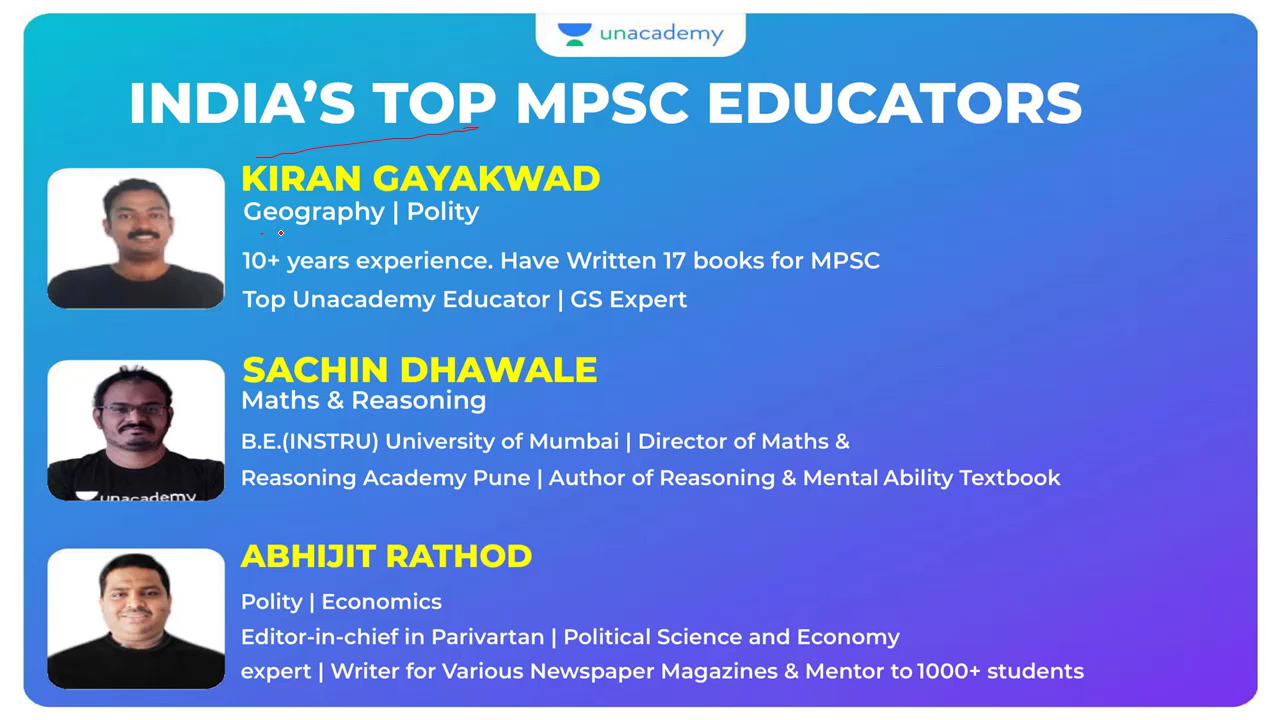 unacademy
INDIA'S TOP MPSC EDUCATORS
KIRAN GAYAKWAD
Geography | Polity
10+ years experience. Have Written 17 books for MPSC
Top Unacademy Educator | GS Expert
SACHIN DHAWALE
Maths & Reasoning
B.E.(INSTRU) University of Mumbai | Director of Maths &
Reasoning Academy Pune | Author of Reasoning & Mental Ability Textbook
unacademy
ABHIJIT RATHOD
Polity | Economics
Editor-in-chief in Parivartan | Political Science and Economy
expert | Writer for Various Newspaper Magazines & Mentor to 1000+ students